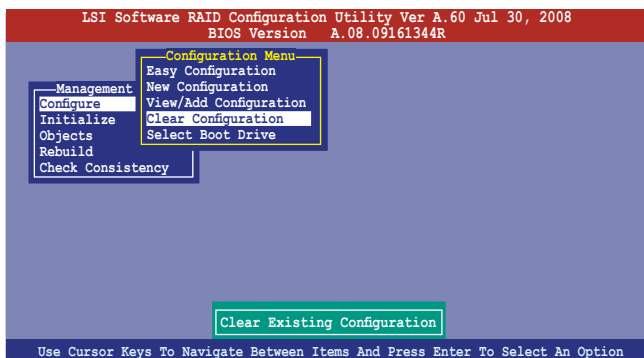 LSI Software RAID Configuration Utility Ver A.60 Jul 30, 2008
BIOS Version A.08.09161344R
Configuration Menu
Easy Configuration
New Configuration
View/Add Configuration
Clear Configuration
Select Boot Drive
Management
Configure
Initialize
Objects
Rebuild
Check Consistency
Clear Existing Configuration
Use Cursor Keys To Navigate Between Items And Press Enter To Select An Option